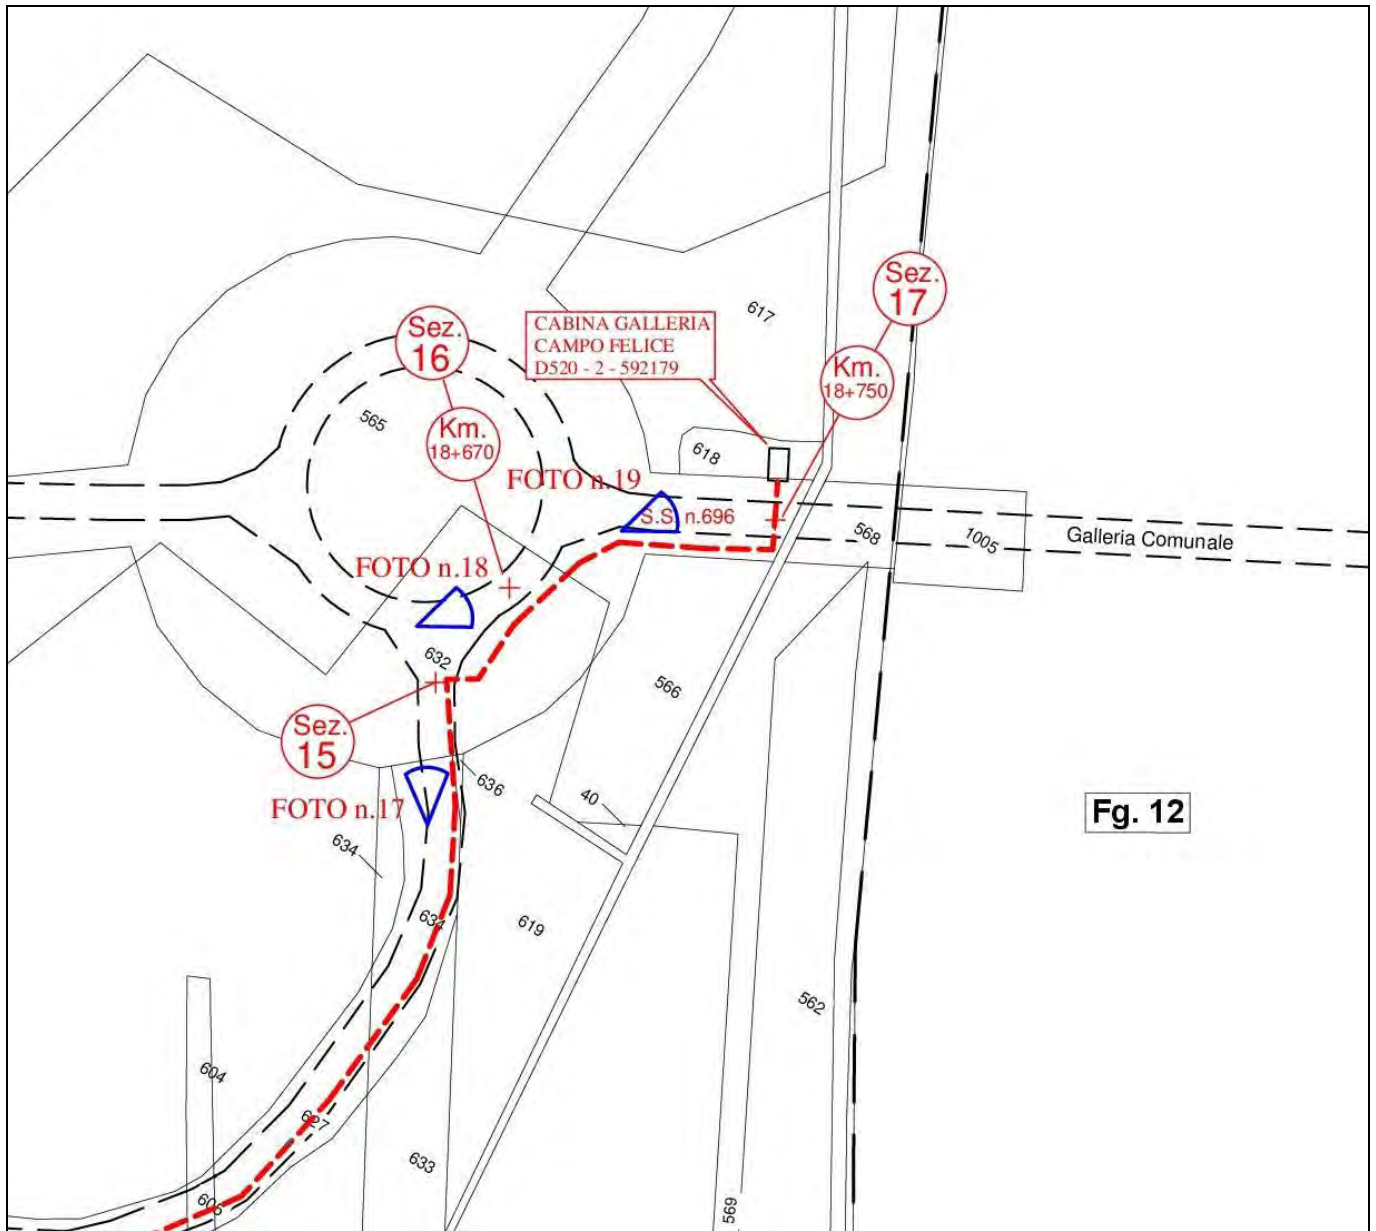 Sez.
17
617
CABINA GALLERIA
CAMPO FELICE
D520 - 2 - 592179
Sez.
16
Km.
18+750
565
Km.
18+670
618
FOTO n.19
S.S. n.696
568
1005
Galleria Comunale
FOTO n.18
632
566
Sez.
15
636
40
FOTO n.17
Fg. 12
634
634
619
562
604
627
633
606
569